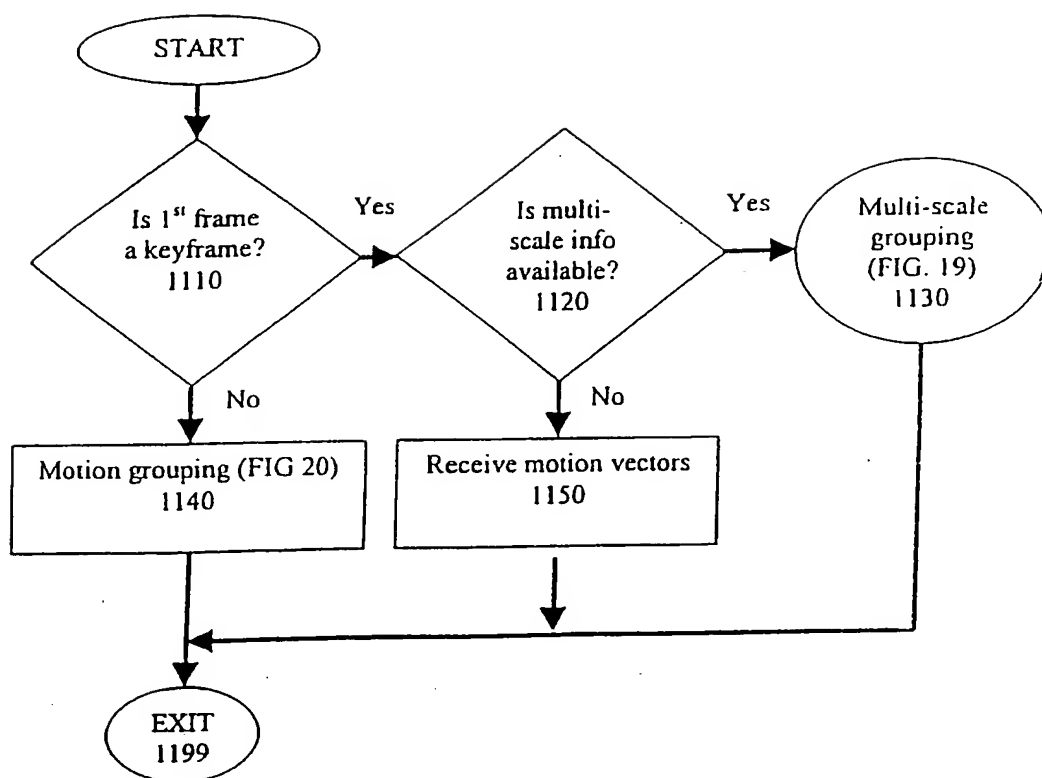 START
Is 1st frame
a keyframe?
1110
Yes
Is multi-
scale info
available?
1120
Yes
Multi-scale
grouping
(FIG. 19)
1130
No
No
Motion grouping (FIG 20)
1140
Receive motion vectors
1150
EXIT
1199